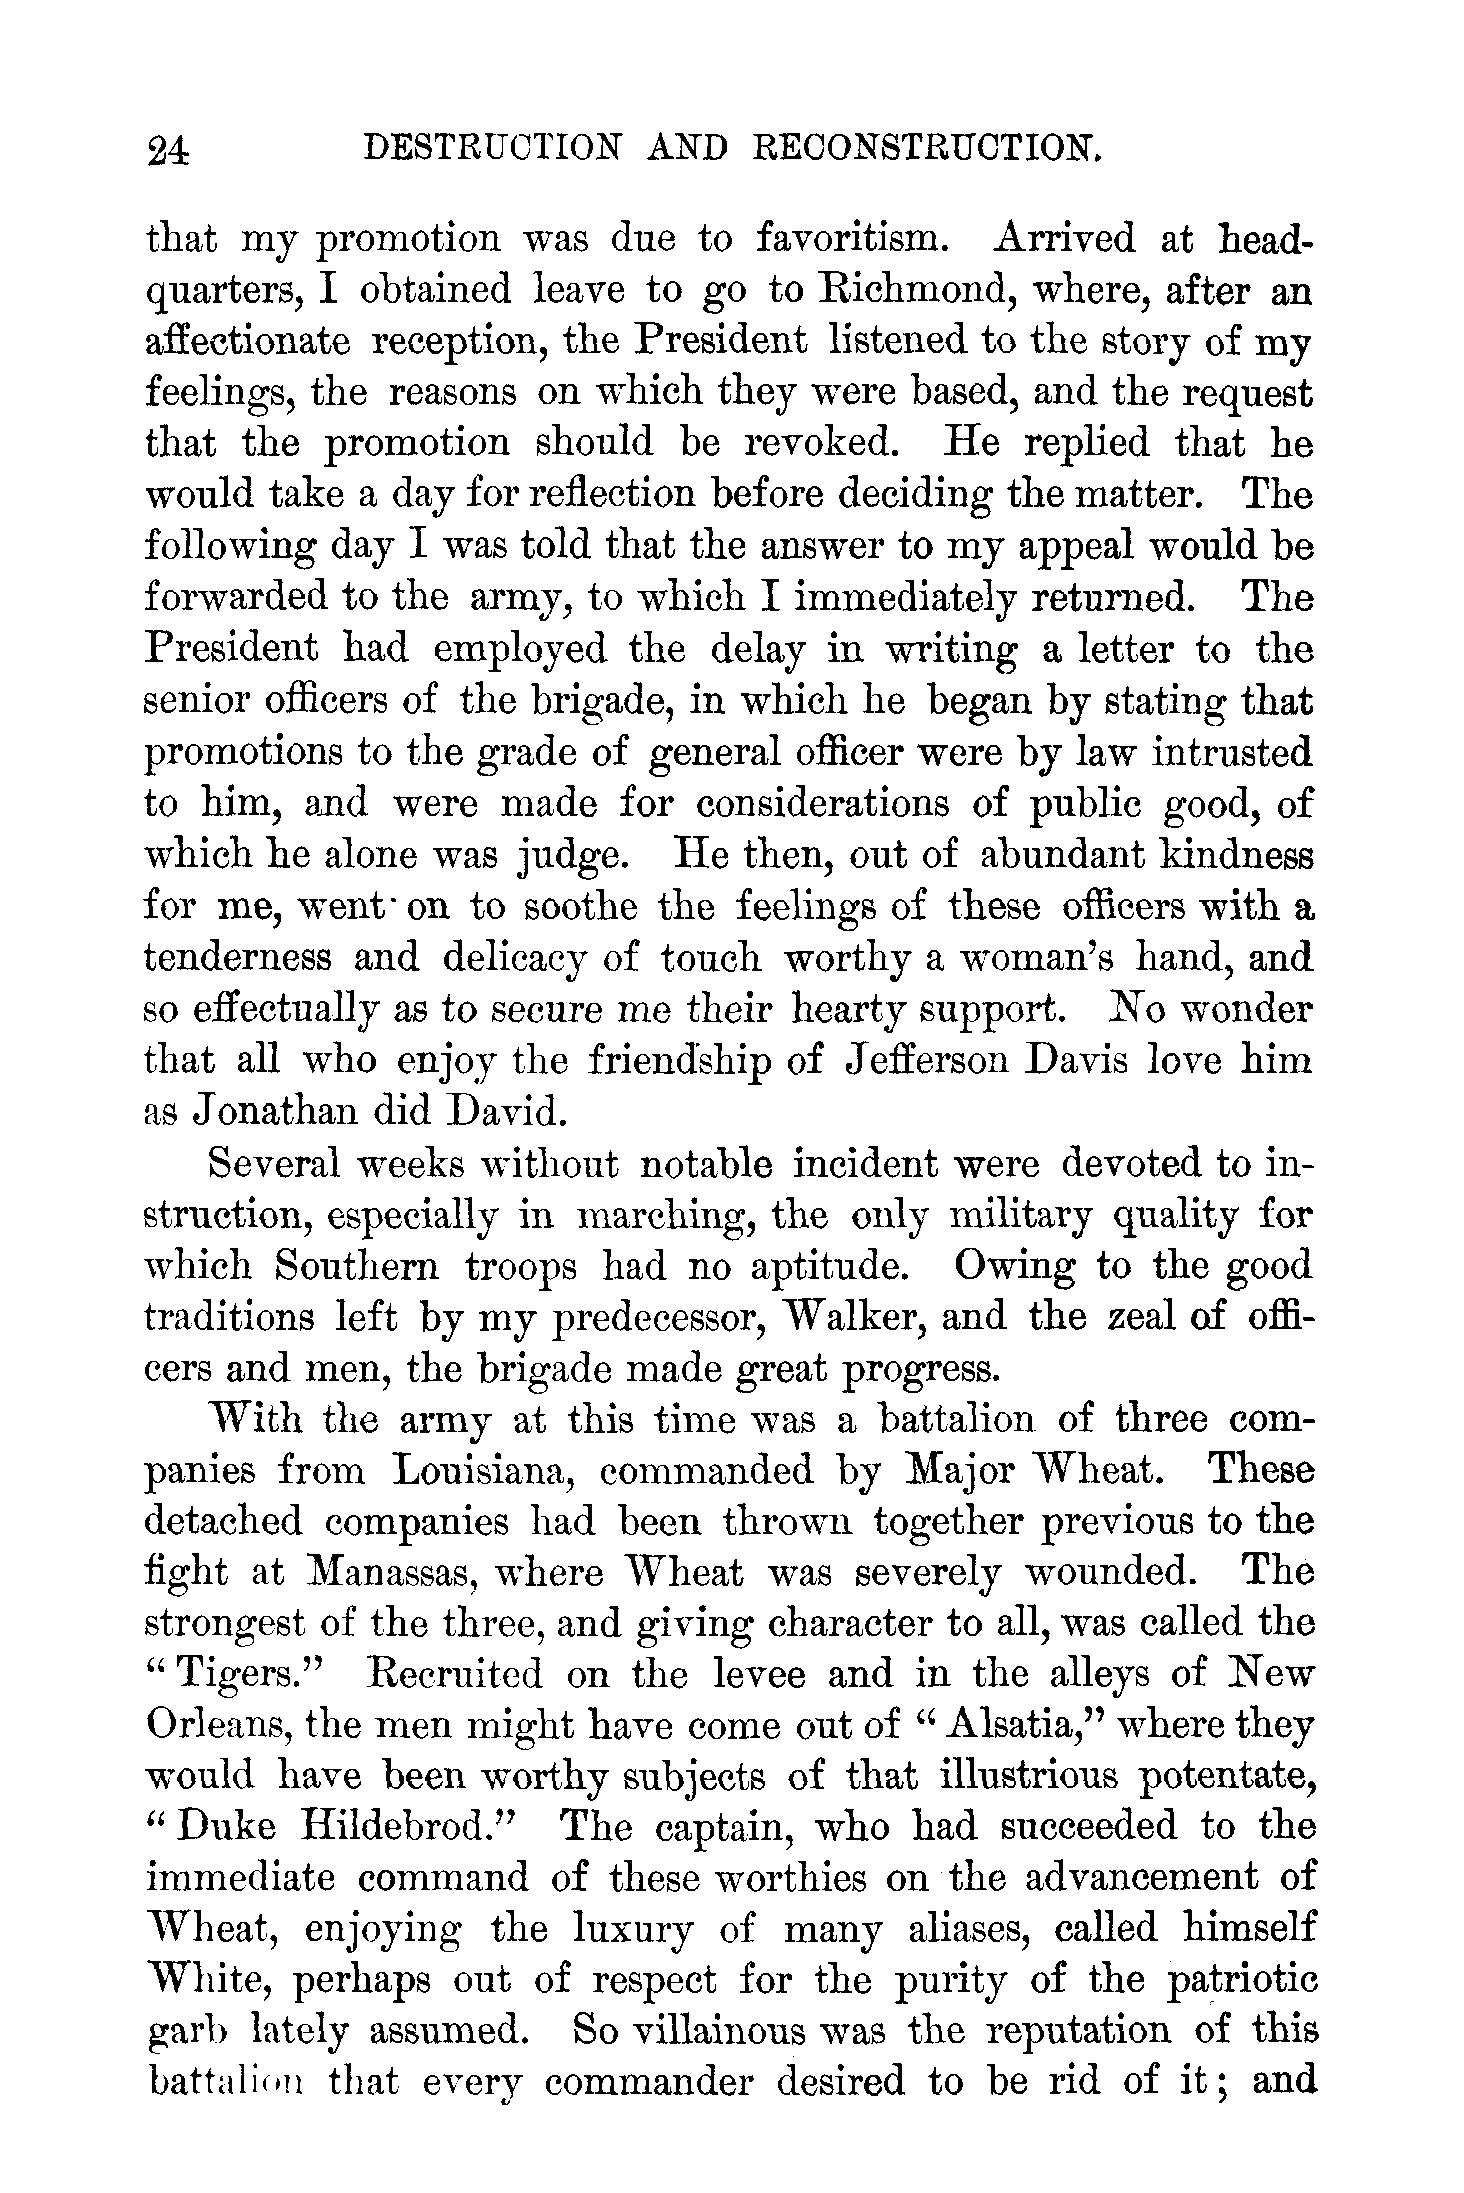 24 DESTRUCTION AND RECONSTRUCTION.
that my promotion was due to favoritism. Arrived at head-
quarters, I obtained leave to go to Richmond, where, after an
affectionate reception, the President listened to the story of my
feelings, the reasons on which they were based, and the request
that the promotion should be revoked. He replied that he
would take a day for reflection before deciding the matter. The
following day I was told that the answer to my appeal would be
forwarded to the army, to which I immediately returned. The
President had employed the delay in writing a letter to the
senior officers of the brigade, in which he began by stating that
promotions to the grade of general officer were by law intrusted
to him, and were made for considerations of public good, of
which he alone was judge. He then, out of abundant kindness
for me, went on to soothe the feelings of these officers with a
tenderness and delicacy of touch worthy a woman's hand, and
so effectually as to secure me their hearty support. No wonder
that all who enjoy the friendship of Jefferson Davis love him
as Jonathan did David.
Several weeks without notable incident were devoted to in-
struction, especially in marching, the only military quality for
which Southern troops had no aptitude. Owing to the good
traditions left by my predecessor, Walker, and the zeal of offi-
cers and men, the brigade made great progress.
With the army at this time was a battalion of three com-
panies from Louisiana, commanded by Major Wheat. These
detached companies had been thrown together previous to the
fight at Manassas, where Wheat was severely wounded. The
strongest of the three, and giving character to all, was called the
"Tigers." Recruited on the levee and in the alleys of New
Orleans, the men might have come out of "Alsatia," where they
would have been worthy subjects of that illustrious potentate,
"Duke Hildebrod." The captain, who had succeeded to the
immediate command of these worthies on the advancement of
Wheat, enjoying the luxury of many aliases, called himself
White, perhaps out of respect for the purity of the patriotic
garb lately assumed. So villainous was the reputation of this
battalion that every commander desired to be rid of it; and